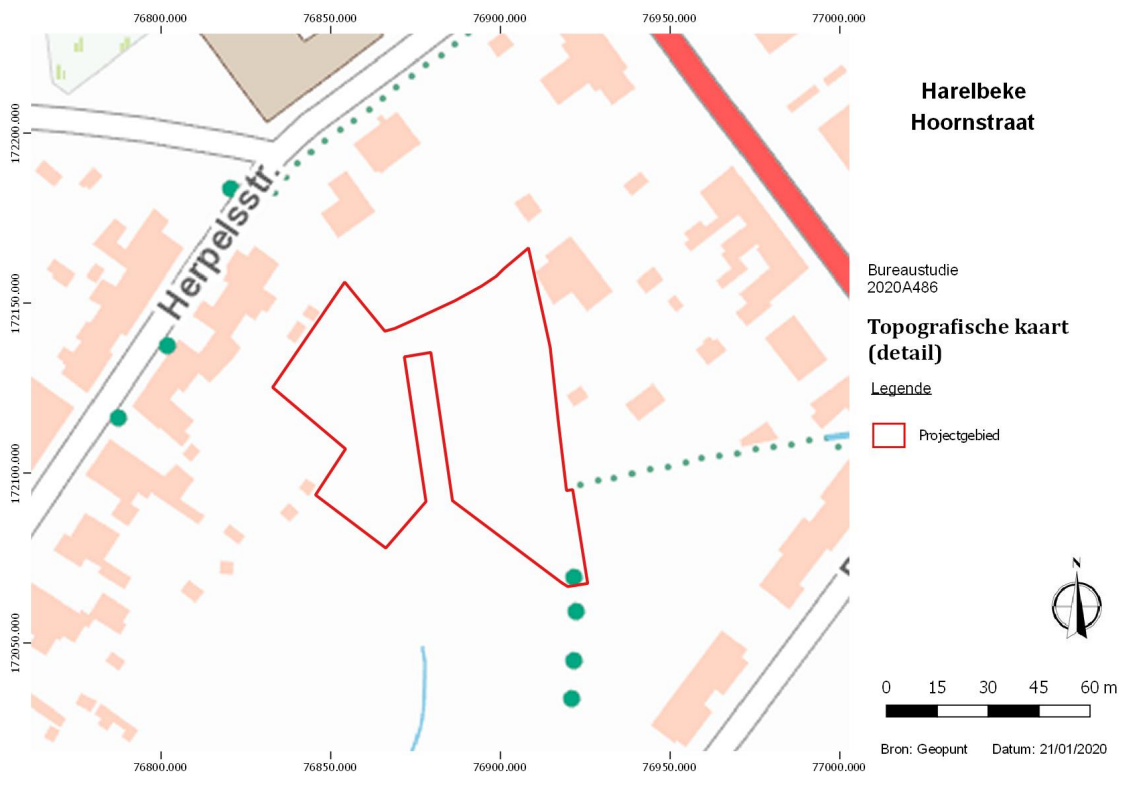 76800.000 76850.000 76900.000 76950.000 77000.000
172200.000
172150.000
172100.000
172050.000
Herpelsstr.
76800.000 76850.000 76900.000 76950.000 77000.000
Harelbeke
Hoornstraat
Bureaustudie
2020A486
Topografische kaart
(detail)
Legende
Projectgebied
N
0 15 30 45 60 m
Bron: Geopunt Datum: 21/01/2020